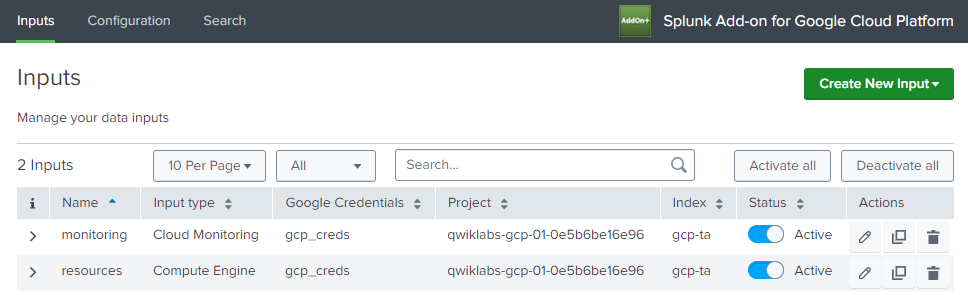 Inputs Configuration Search AddOn+ Splunk Add-on for Google Cloud Platform
Inputs
Create New Input
Manage your data inputs
2 Inputs 10 Per Page All Search... Activate all Deactivate all
i Name Input type Google Credentials Project Index Status Actions
monitoring Cloud Monitoring gcp_creds qwiklabs-gcp-01-0e5b6be16e96 gcp-ta Active
resources Compute Engine gcp_creds qwiklabs-gcp-01-0e5b6be16e96 gcp-ta Active